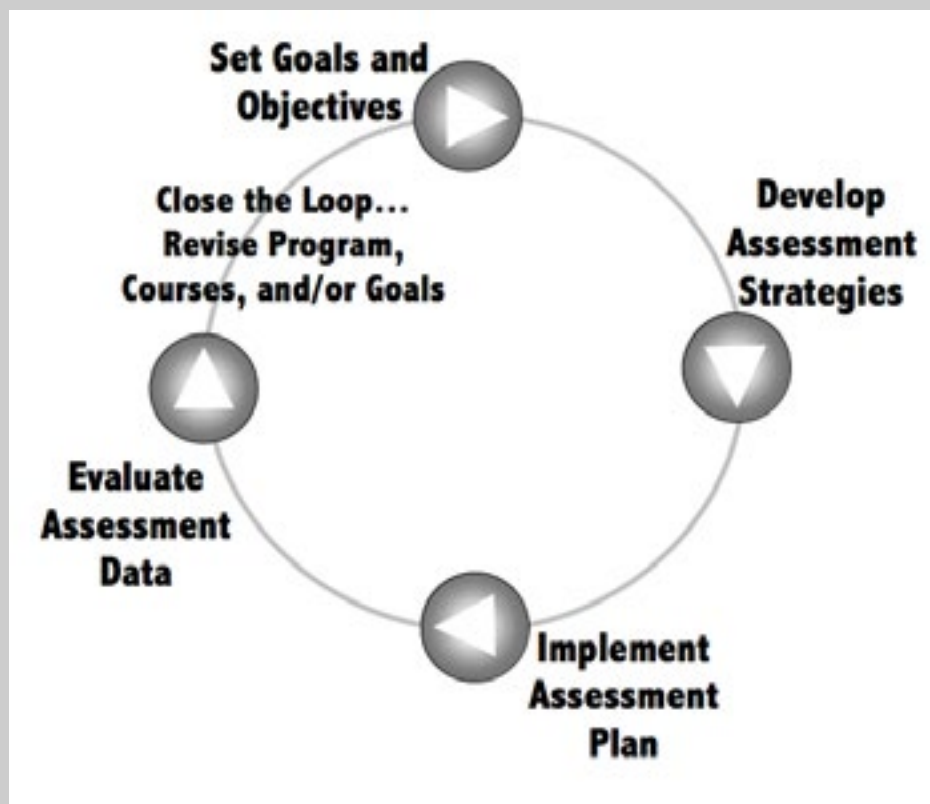 Set Goals and
Objectives
Close the Loop...
Revise Program,
Courses, and/or Goals
Develop
Assessment
Strategies
Implement
Assessment
Plan
Evaluate
Assessment
Data